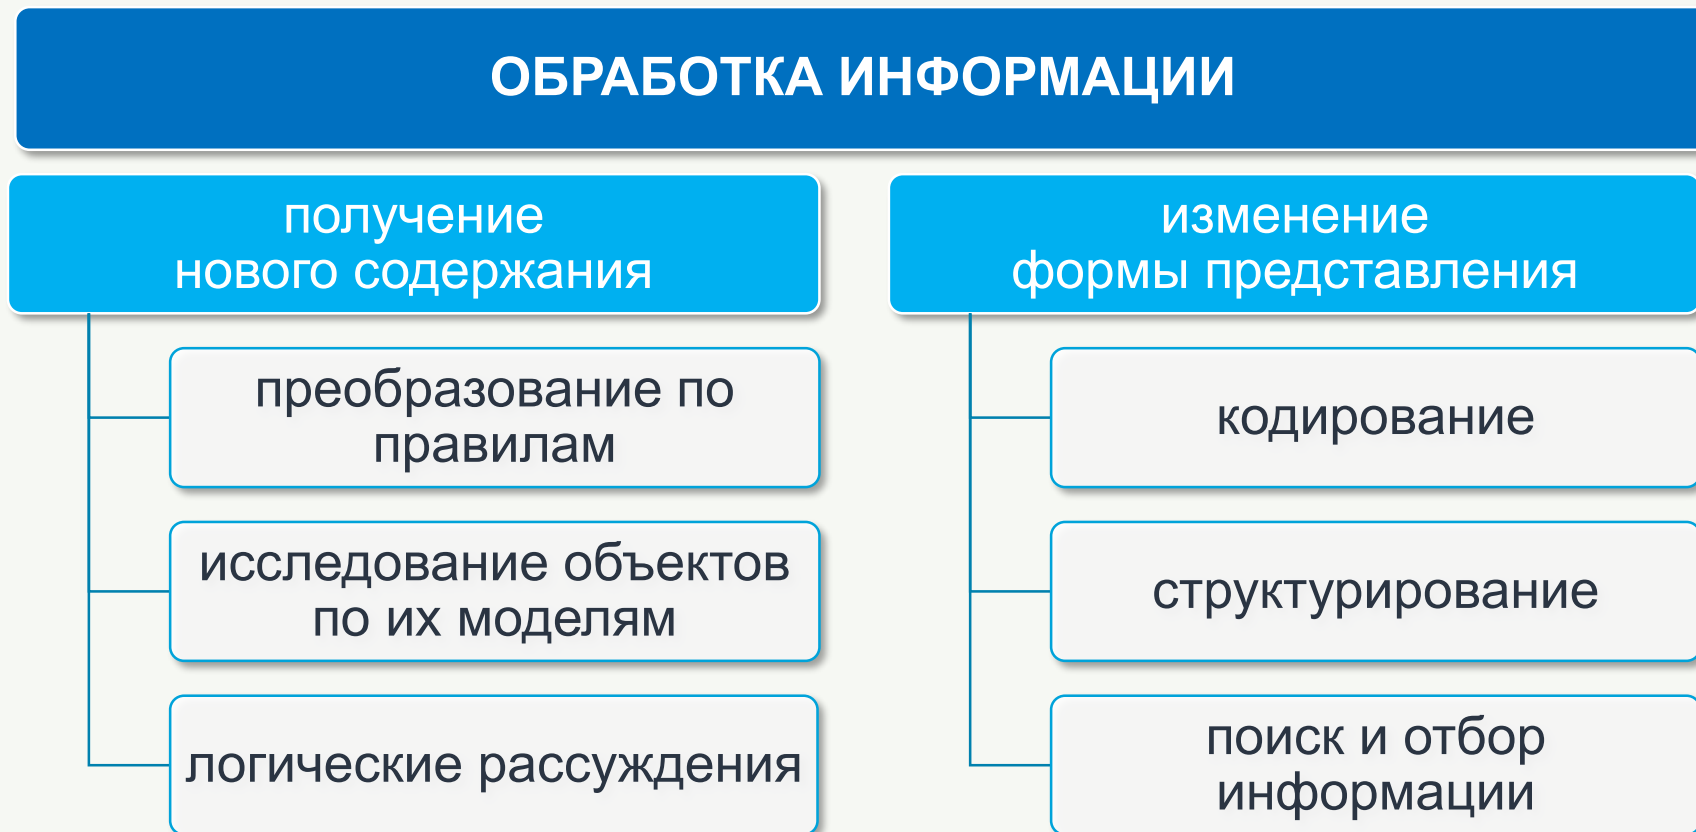 ОБРАБОТКА ИНФОРМАЦИИ
получение
нового содержания
преобразование по
правилам
исследование объектов
по их моделям
логические рассуждения
изменение
формы представления
кодирование
структурирование
поиск и отбор
информации